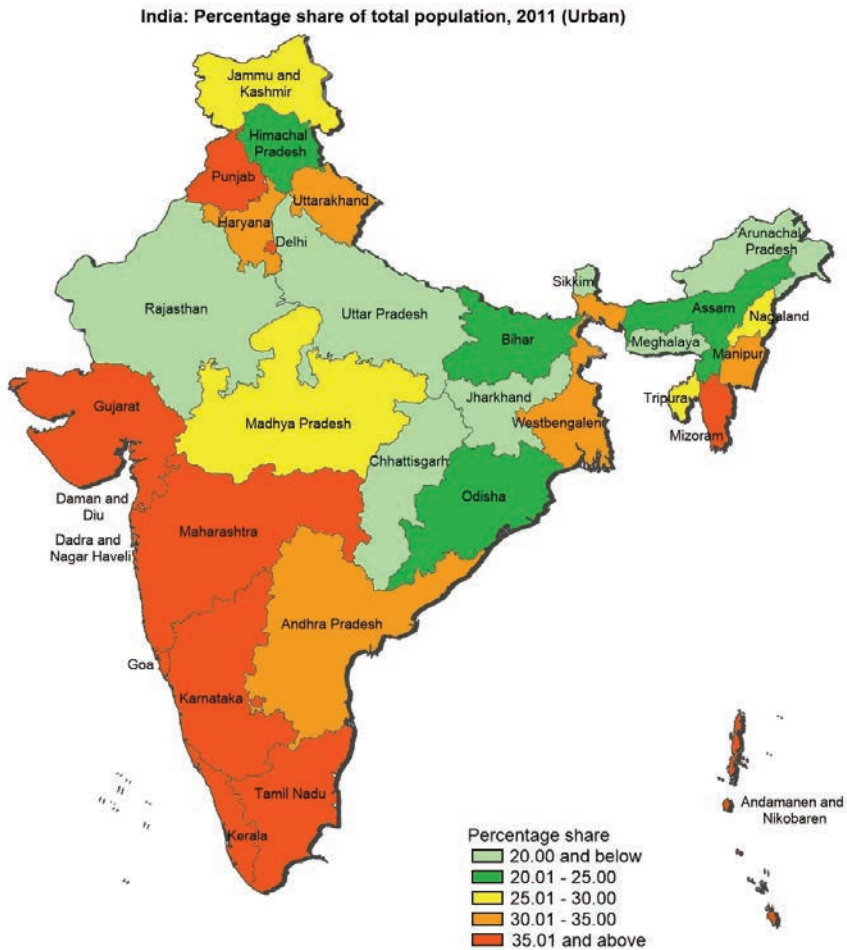 India: Percentage share of total population, 2011 (Urban)
Jammu and
Kashmir
Himachal
Pradesh
Punjab
Uttarakhand
Haryana
Delhi
Arunachal
Pradesh
Sikkim
Rajasthan
Uttar Pradesh
Assam
Nagaland
Bihar
Meghalaya
Manipur
Jharkhand
Tripura
Gujarat
Madhya Pradesh
Westbengalen
Mizoram
Chhattisgarh
Daman and
Diu
Odisha
Maharashtra
Dadra and
Nagar Haveli
Andhra Pradesh
Goa
Karnataka
Tamil Nadu
Andamanen and
Nikobaren
Kerala
Percentage share
20.00 and below
20.01 - 25.00
25.01 - 30.00
30.01 - 35.00
35.01 and above